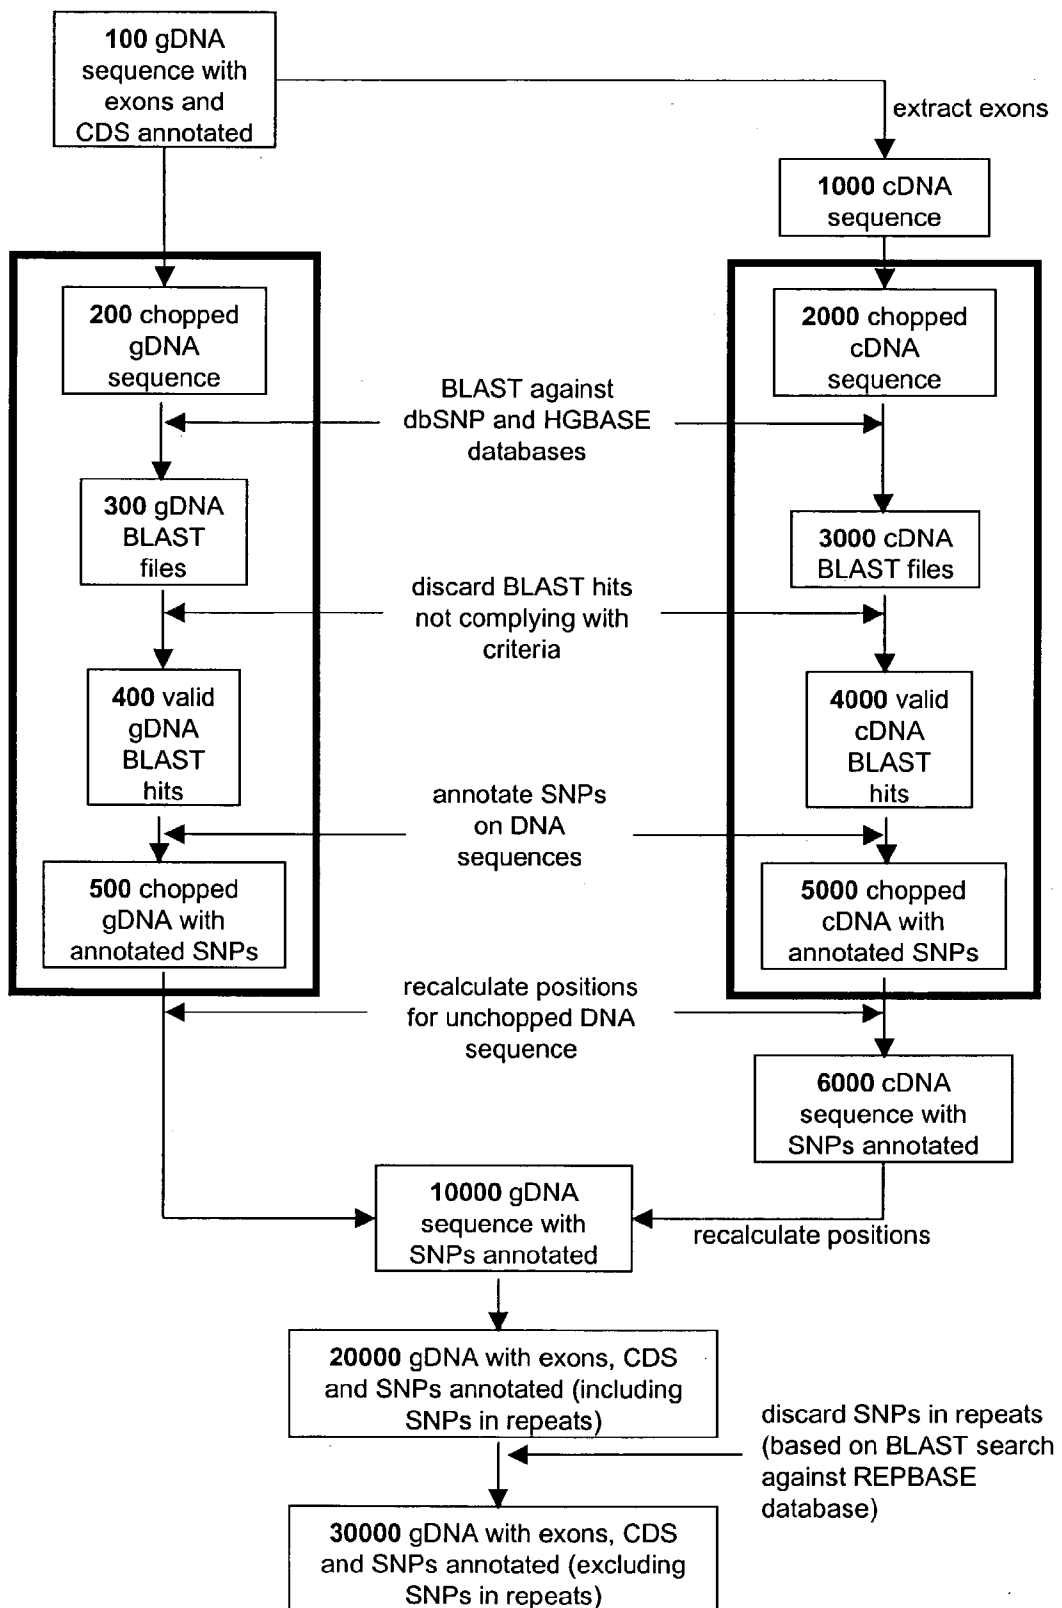 100 gDNA
sequence with
exons and
CDS annotated
extract exons
1000 cDNA
sequence
200 chopped
gDNA
sequence
2000 chopped
cDNA
sequence
BLAST against
dbSNP and HGBASE
databases
300 gDNA
BLAST
files
3000 cDNA
BLAST files
discard BLAST hits
not complying with
criteria
400 valid
gDNA
BLAST
hits
4000 valid
cDNA
BLAST
hits
annotate SNPs
on DNA
sequences
500 chopped
gDNA with
annotated SNPs
5000 chopped
cDNA with
annotated SNPs
recalculate positions
for unchopped DNA
sequence
6000 cDNA
sequence with
SNPs annotated
10000 gDNA
sequence with
SNPs annotated
recalculate positions
20000 gDNA with exons, CDS
and SNPs annotated (including
SNPs in repeats)
discard SNPs in repeats
(based on BLAST search
against REPBASE
database)
30000 gDNA with exons, CDS
and SNPs annotated (excluding
SNPs in repeats)